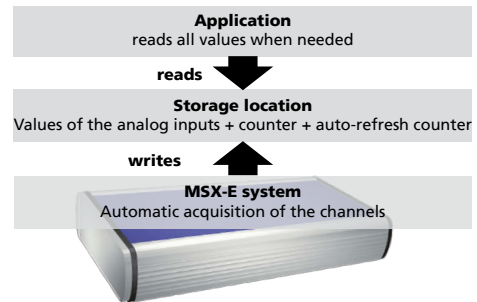 Application
reads all values when needed
reads
Storage location
Values of the analog inputs + counter + auto-refresh counter
writes
MSX-E system
Automatic acquisition of the channels